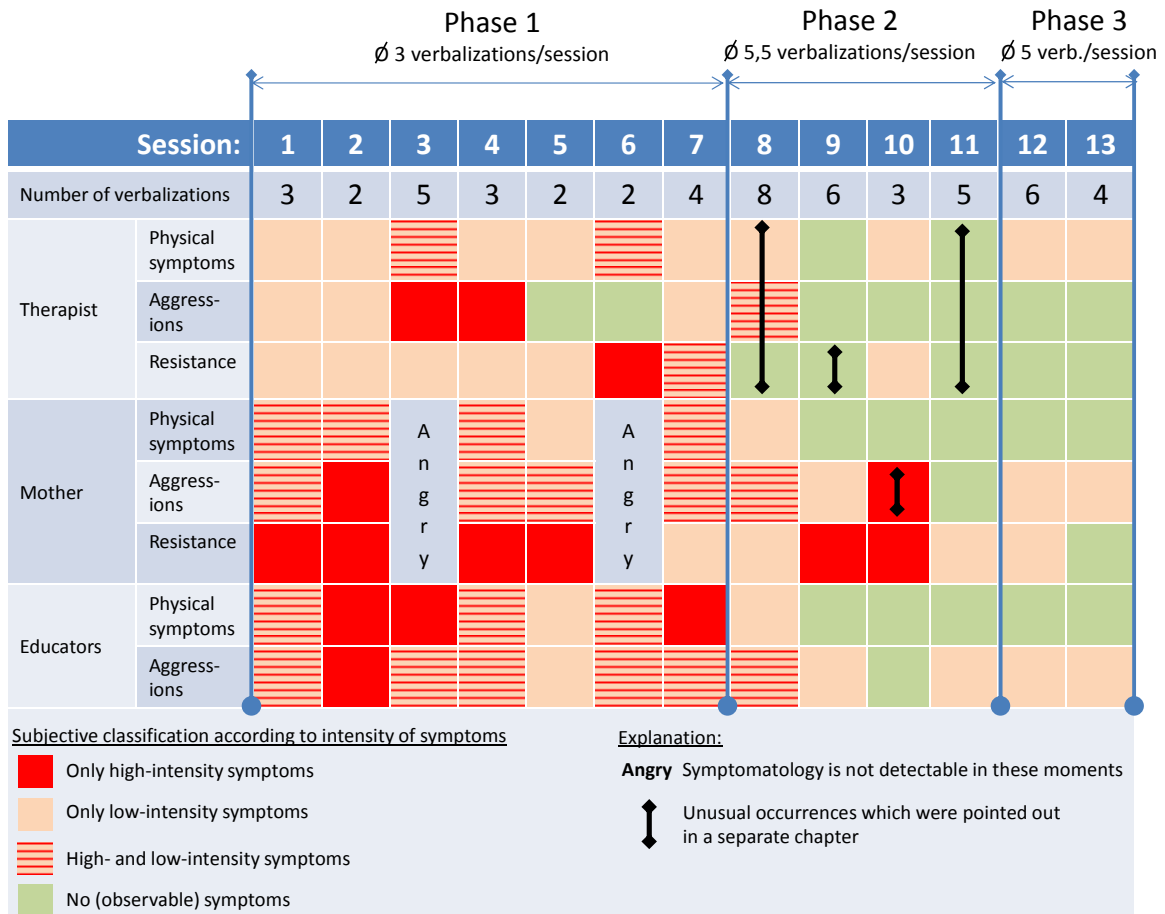 Phase 1
Ø 3 verbalizations/session
Phase 2
Ø 5,5 verbalizations/session
Phase 3
Ø 5 verb./session
Session: 1 2 3 4 5 6 7 8 9 10 11 12 13
Number of verbalizations 3 2 5 3 2 2 4 8 6 3 5 6 4
Therapist
Physical
symptoms
Aggress-
ions
Resistance
Mother
Physical
symptoms
Aggress-
ions
Resistance
A
n
g
r
y
A
n
g
r
y
Educators
Physical
symptoms
Aggress-
ions
Subjective classification according to intensity of symptoms
Only high-intensity symptoms
Only low-intensity symptoms
High- and low-intensity symptoms
No (observable) symptoms
Explanation:
Angry Symptomatology is not detectable in these moments
Unusual occurrences which were pointed out
in a separate chapter